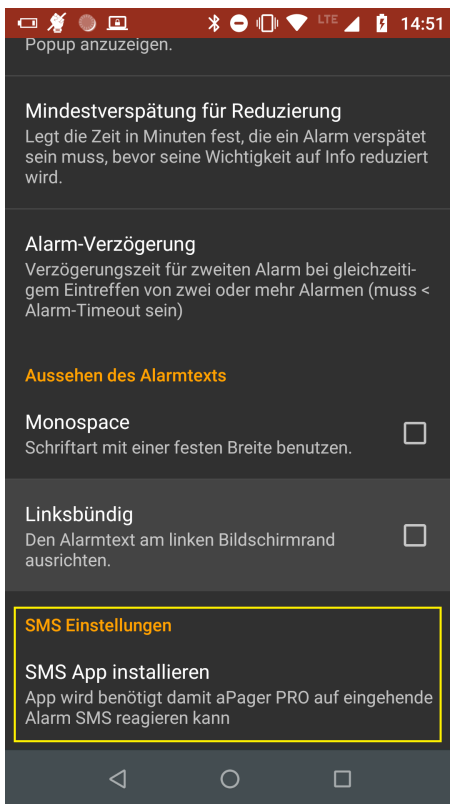 LTE 14:51
Popup anzuzeigen.
Mindestverspätung für Reduzierung
Legt die Zeit in Minuten fest, die ein Alarm verspätet
sein muss, bevor seine Wichtigkeit auf Info reduziert
wird.
Alarm-Verzögerung
Verzögerungszeit für zweiten Alarm bei gleichzeiti-
gem Eintreffen von zwei oder mehr Alarmen (muss <
Alarm-Timeout sein)
Aussehen des Alarmtexts
Monospace
Schriftart mit einer festen Breite benutzen.
Linksbündig
Den Alarmtext am linken Bildschirmrand
ausrichten.
SMS Einstellungen
SMS App installieren
App wird benötigt damit aPager PRO auf eingehende
Alarm SMS reagieren kann